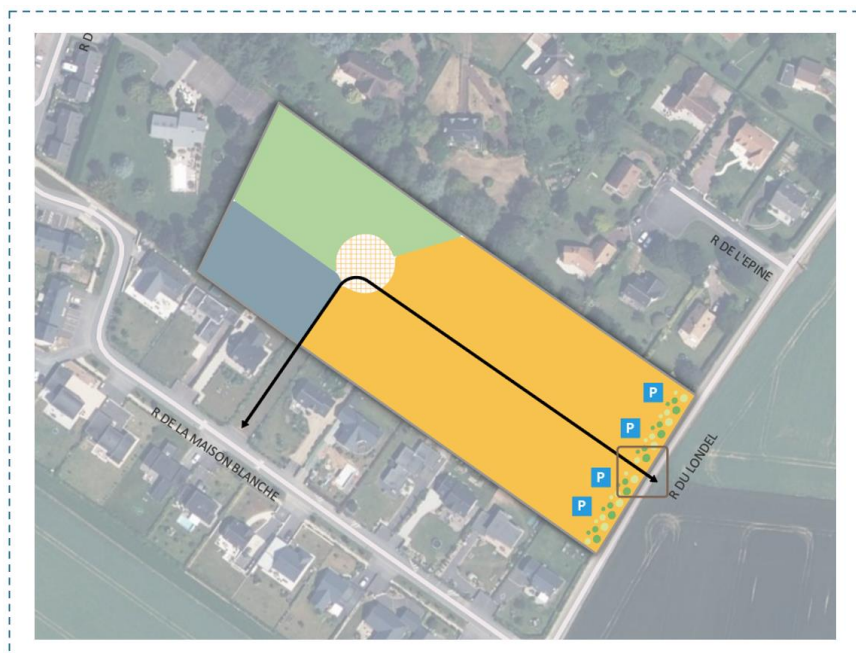 R D
R DE L'EPINE
P
P
R DE LA MAISON BLANCHE
R DU LONDEL
P
P